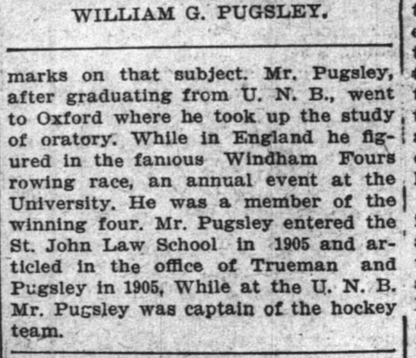 WILLIAM G. PUGSLEY.
marks on that subject. Mr. Pugsley,
after graduating from U. N. B., went
to Oxford where he took up the study
of oratory. While in England he fig-
ured in the famous Windham Fours
rowing race, an annual event at the
University. He was a member of the
winning four. Mr. Pugsley entered the
St. John Law School in 1905 and ar-
ticled in the office of Trueman and
Pugsley in 1905, While at the U. N. B.
Mr. Pugsley was captain of the hockey
team.